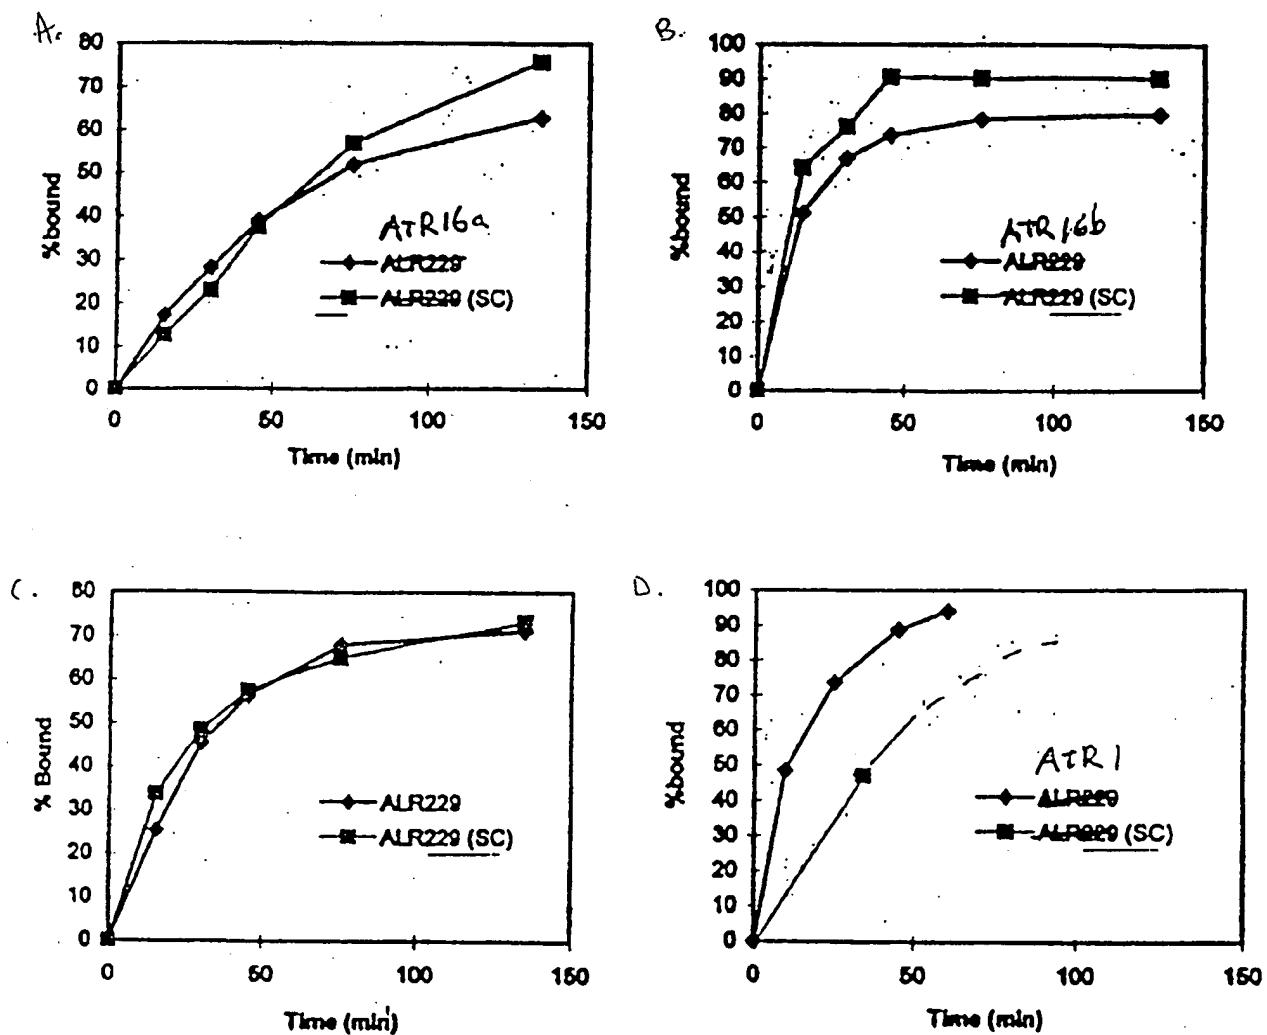 A.
80
70
60
50
40
30
20
10
0
%bound
ATR16a
ALR229
ALR229 (SC)
0 50 100 150
Time (min)
B.
100
90
80
70
60
50
40
30
20
10
0
%bound
ATR16b
ALR229
ALR229 (SC)
0 50 100 150
Time (min)
C.
80
70
60
50
40
30
20
10
0
% Bound
ALR229
ALR229 (SC)
0 50 100 150
Time (min)
D.
100
90
80
70
60
50
40
30
20
10
0
%bound
ATR1
ALR229
ALR229 (SC)
0 50 100 150
Time (min)